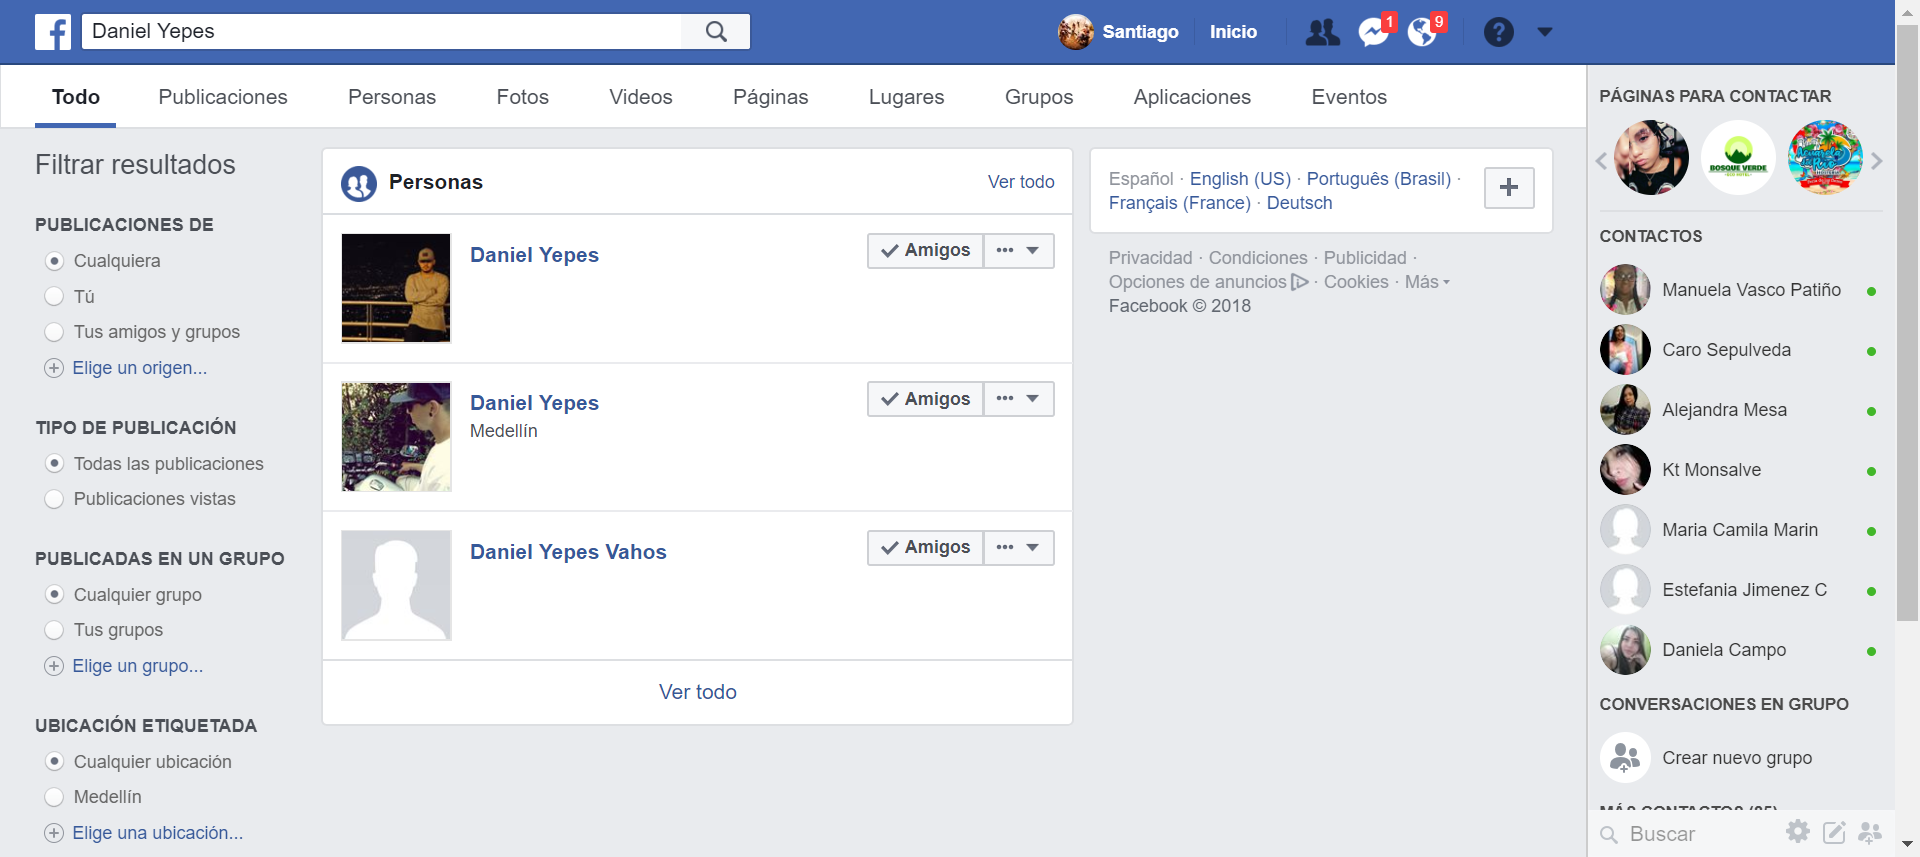 Daniel Yepes
Santiago
Inicio
1
9
Todo
Publicaciones
Personas
Fotos
Videos
Páginas
Lugares
Grupos
Aplicaciones
Eventos
Filtrar resultados
PUBLICACIONES DE
Cualquiera
Tú
Tus amigos y grupos
Elige un origen...
TIPO DE PUBLICACIÓN
Todas las publicaciones
Publicaciones vistas
PUBLICADAS EN UN GRUPO
Cualquier grupo
Tus grupos
Elige un grupo...
UBICACIÓN ETIQUETADA
Cualquier ubicación
Medellín
Elige una ubicación...
Personas
Ver todo
Daniel Yepes
Amigos
Daniel Yepes
Medellín
Amigos
Daniel Yepes Vahos
Amigos
Ver todo
Español · English (US) · Português (Brasil) ·
Français (France) · Deutsch
Privacidad · Condiciones · Publicidad ·
Opciones de anuncios · Cookies · Más
Facebook © 2018
PÁGINAS PARA CONTACTAR
BOSQUE VERDE
CONTACTOS
Manuela Vasco Patiño
Caro Sepulveda
Alejandra Mesa
Kt Monsalve
Maria Camila Marin
Estefania Jimenez C
Daniela Campo
CONVERSACIONES EN GRUPO
Crear nuevo grupo
MÁS CONTACTOS (85)
Buscar